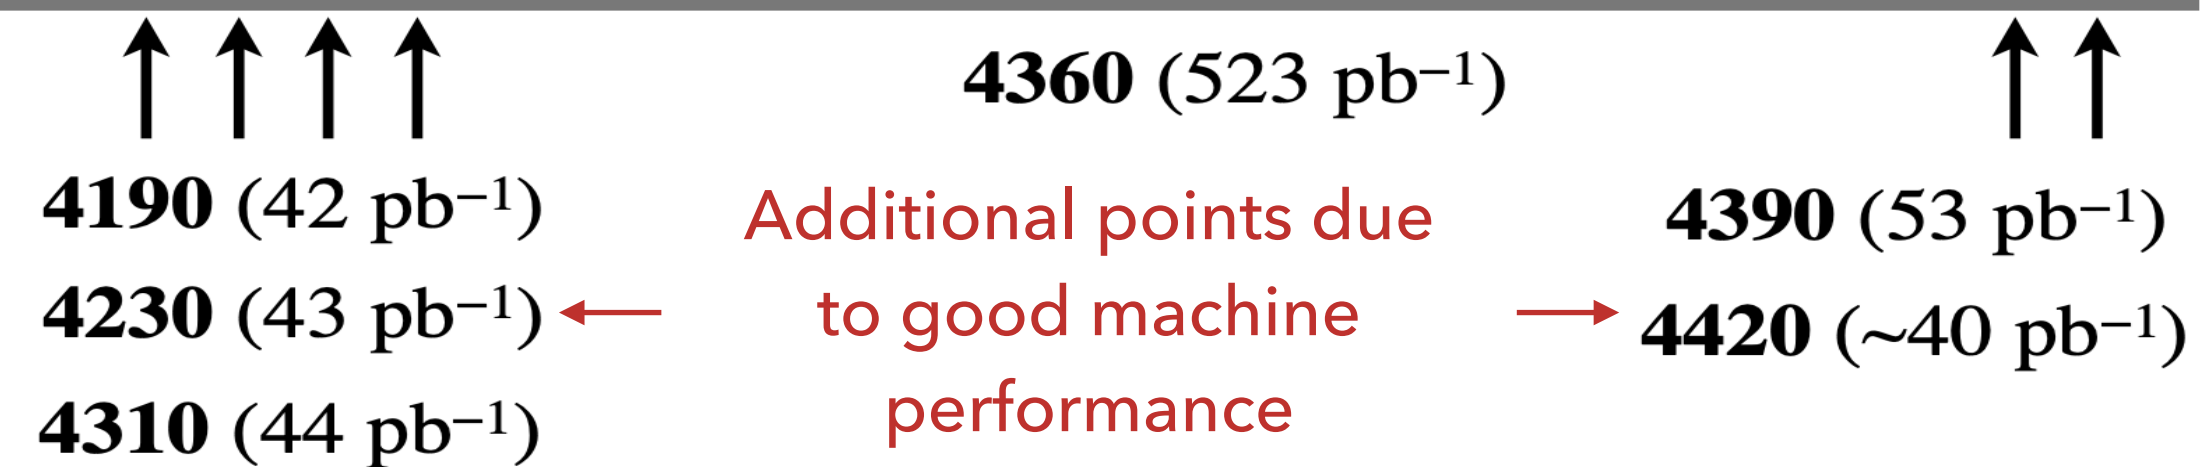 4360 (523 pb⁻¹)
4190 (42 pb⁻¹)
4230 (43 pb⁻¹)
4310 (44 pb⁻¹)
Additional points due
to good machine
performance
4390 (53 pb⁻¹)
4420 (~40 pb⁻¹)